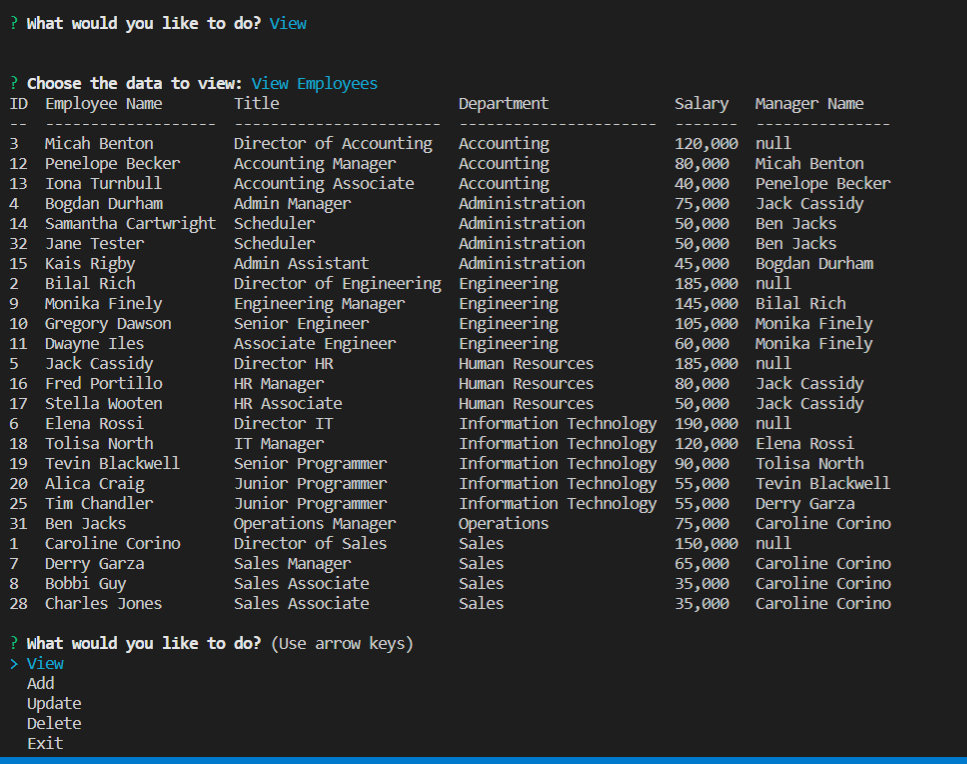 ? What would you like to do? View
? Choose the data to view: View Employees
ID  Employee Name        Title                    Department              Salary   Manager Name
--  -------------------  -----------------------  ----------------------  -------  ---------------
3   Micah Benton         Director of Accounting   Accounting              120,000  null
12  Penelope Becker      Accounting Manager       Accounting              80,000   Micah Benton
13  Iona Turnbull        Accounting Associate     Accounting              40,000   Penelope Becker
4   Bogdan Durham        Admin Manager            Administration          75,000   Jack Cassidy
14  Samantha Cartwright  Scheduler                Administration          50,000   Ben Jacks
32  Jane Tester          Scheduler                Administration          50,000   Ben Jacks
15  Kais Rigby           Admin Assistant          Administration          45,000   Bogdan Durham
2   Bilal Rich           Director of Engineering  Engineering             185,000  null
9   Monika Finely        Engineering Manager      Engineering             145,000  Bilal Rich
10  Gregory Dawson       Senior Engineer          Engineering             105,000  Monika Finely
11  Dwayne Iles          Associate Engineer       Engineering             60,000   Monika Finely
5   Jack Cassidy         Director HR              Human Resources         185,000  null
16  Fred Portillo        HR Manager               Human Resources         80,000   Jack Cassidy
17  Stella Wooten        HR Associate             Human Resources         50,000   Jack Cassidy
6   Elena Rossi          Director IT              Information Technology  190,000  null
18  Tolisa North         IT Manager               Information Technology  120,000  Elena Rossi
19  Tevin Blackwell      Senior Programmer        Information Technology  90,000   Tolisa North
20  Alica Craig          Junior Programmer        Information Technology  55,000   Tevin Blackwell
25  Tim Chandler         Junior Programmer        Information Technology  55,000   Derry Garza
31  Ben Jacks            Operations Manager       Operations              75,000   Caroline Corino
1   Caroline Corino      Director of Sales        Sales                   150,000  null
7   Derry Garza          Sales Manager            Sales                   65,000   Caroline Corino
8   Bobbi Guy            Sales Associate          Sales                   35,000   Caroline Corino
28  Charles Jones        Sales Associate          Sales                   35,000   Caroline Corino
? What would you like to do? (Use arrow keys)
> View
  Add
  Update
  Delete
  Exit